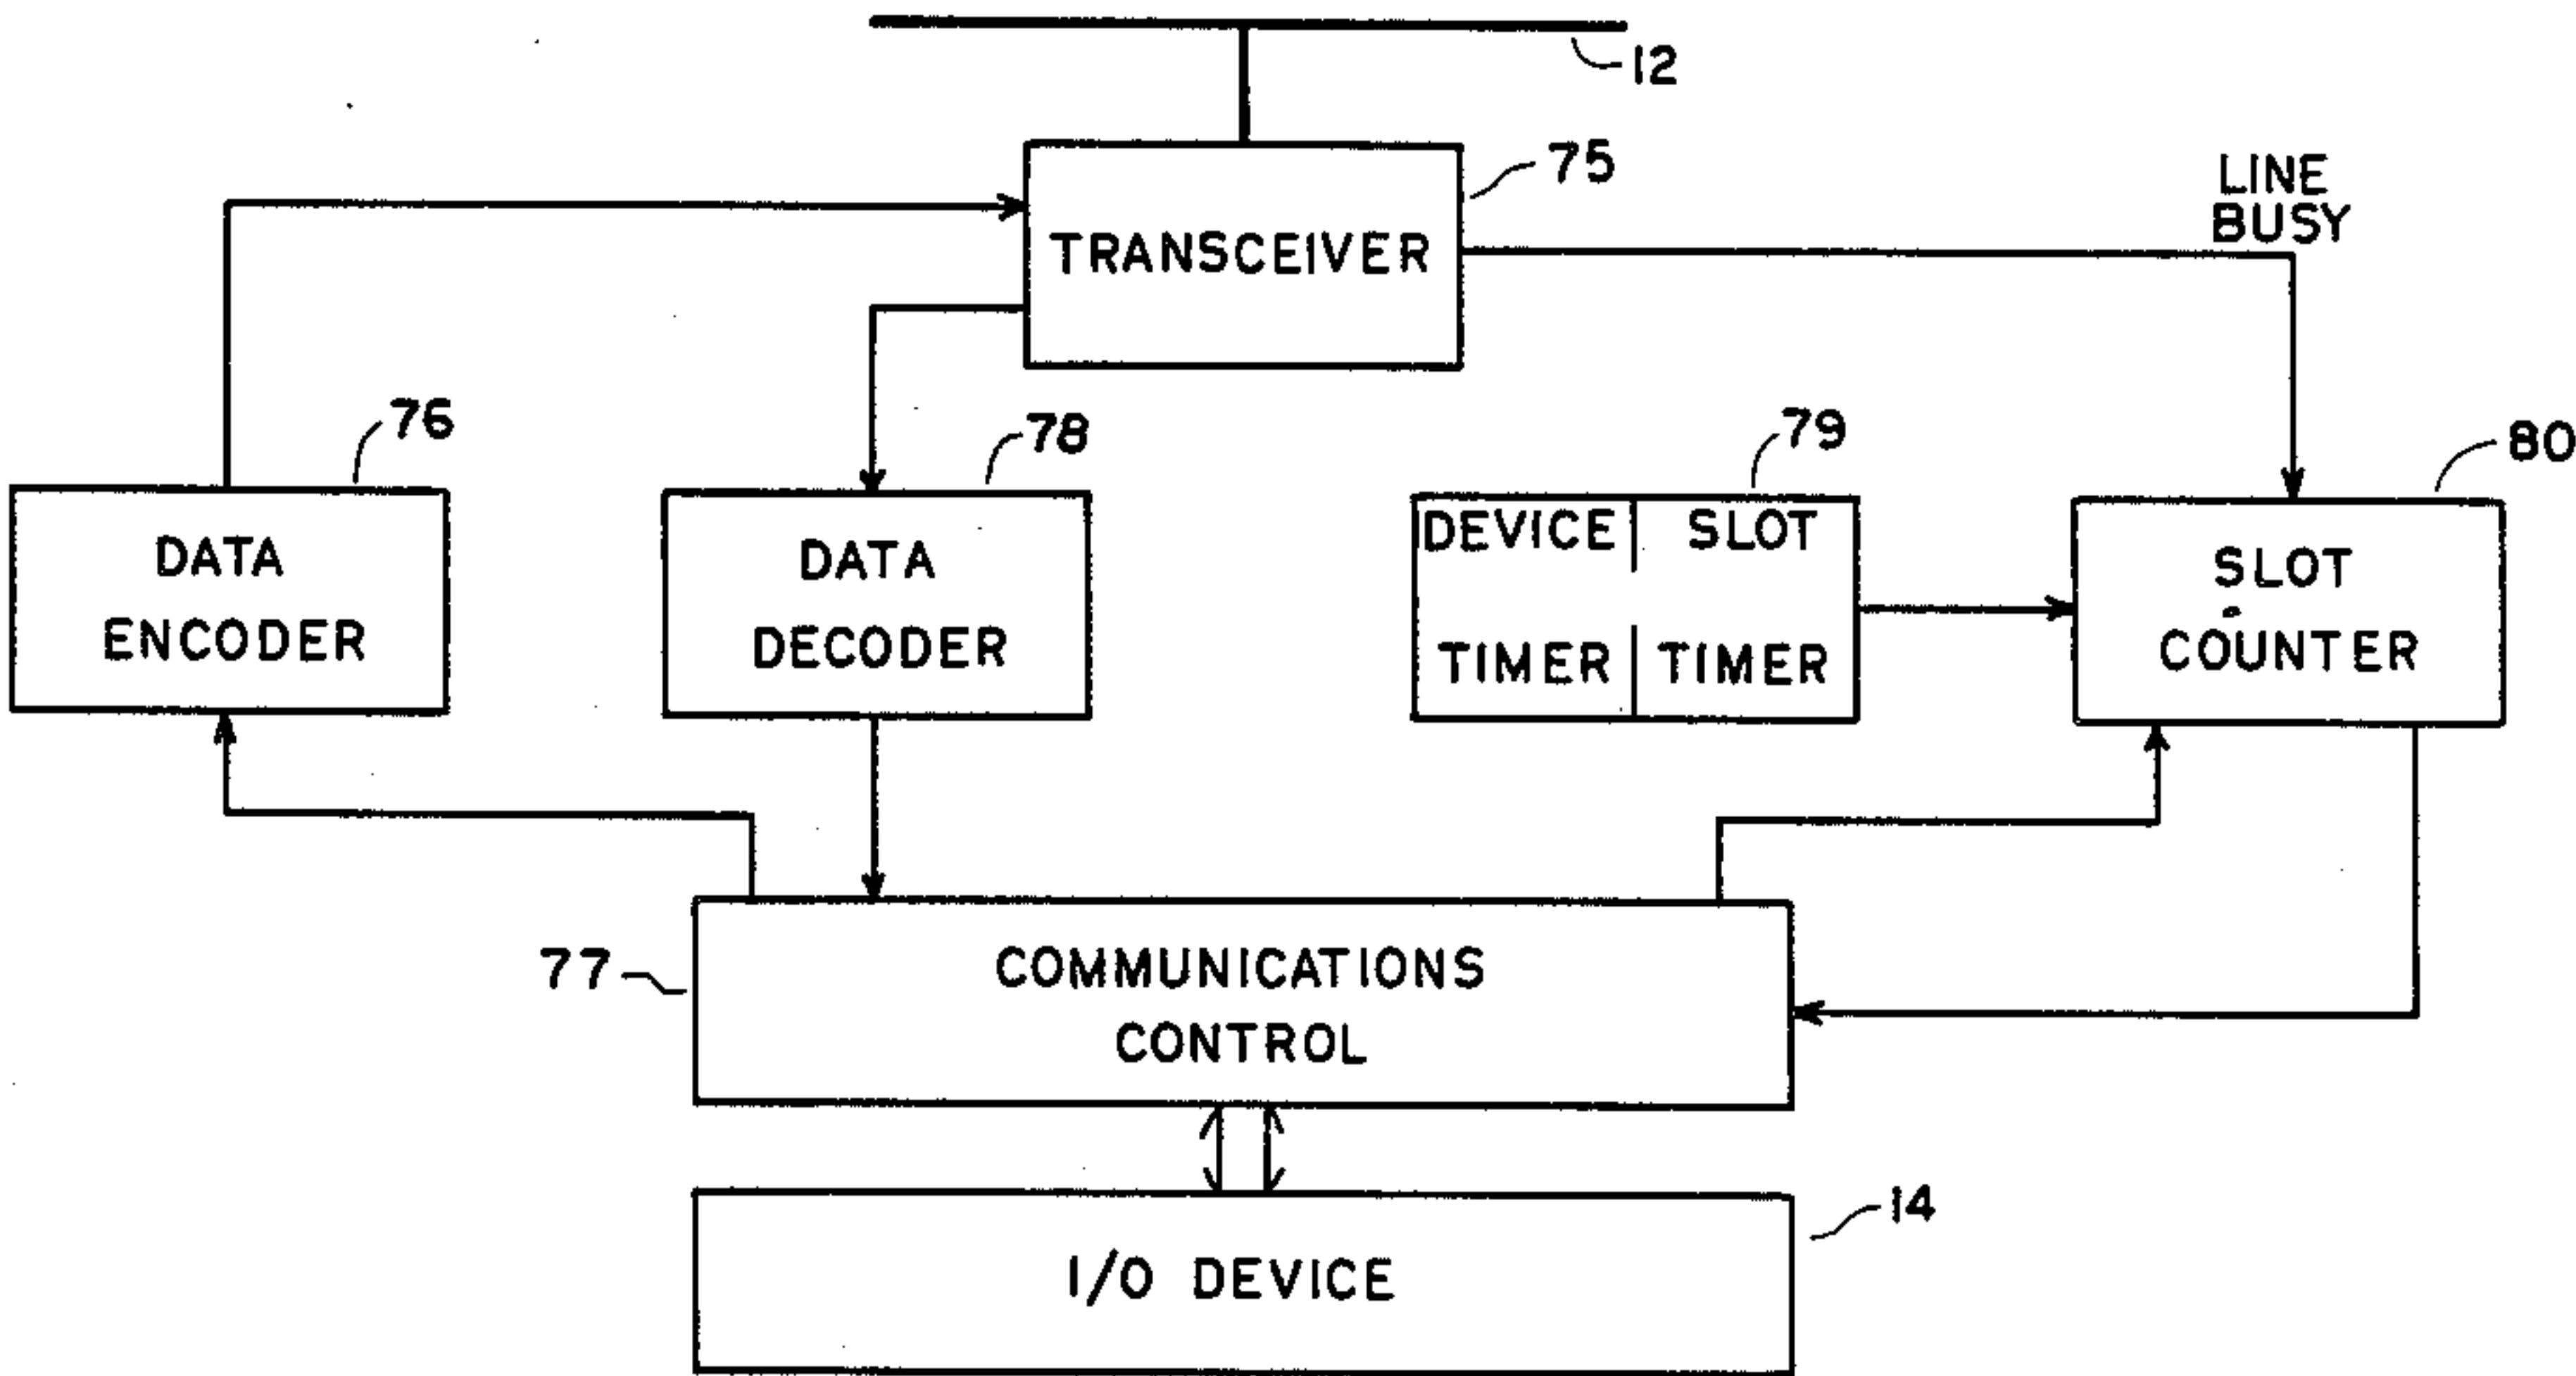 12
75
TRANSCEIVER
LINE
BUSY
76
DATA
ENCODER
78
DATA
DECODER
79
DEVICE SLOT
TIMER TIMER
80
SLOT
COUNTER
77
COMMUNICATIONS
CONTROL
14
I/O DEVICE